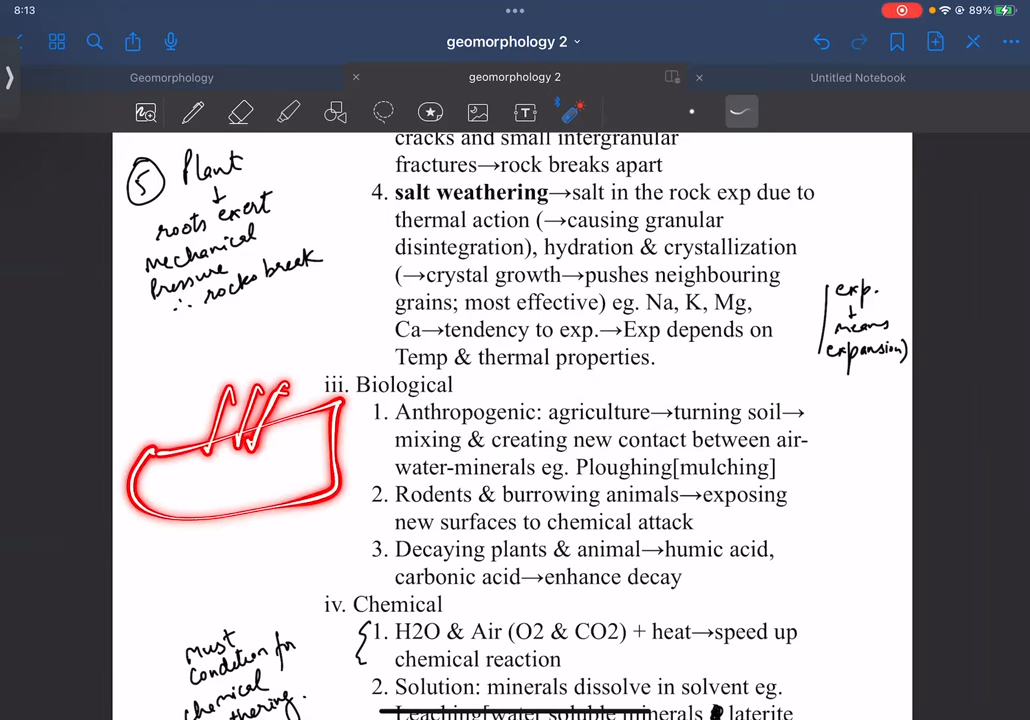 8:13
89%
geomorphology 2
Geomorphology
geomorphology 2
Untitled Notebook
cracks and small intergranular
fractures→rock breaks apart
4. salt weathering→salt in the rock exp due to
thermal action (→causing granular
disintegration), hydration & crystallization
(→crystal growth→pushes neighbouring
grains; most effective) eg. Na, K, Mg,
Ca→tendency to exp.→Exp depends on
Temp & thermal properties.
5 Plant
↓
roots exert
mechanical
Pressure
∴ rocks break
exp.
↓
means
expansion)
iii. Biological
1. Anthropogenic: agriculture→turning soil→
mixing & creating new contact between air-
water-minerals eg. Ploughing[mulching]
2. Rodents & burrowing animals→exposing
new surfaces to chemical attack
3. Decaying plants & animal→humic acid,
carbonic acid→enhance decay
iv. Chemical
1. H2O & Air (O2 & CO2) + heat→speed up
chemical reaction
2. Solution: minerals dissolve in solvent eg.
Leaching[water soluble minerals laterite
Must
Condition for
chemical